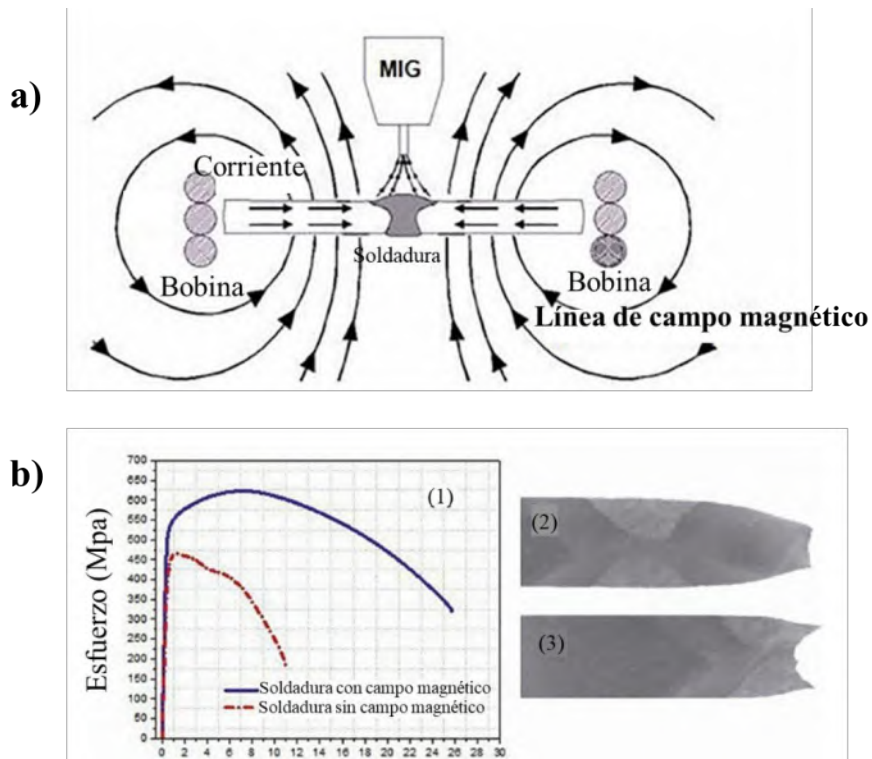 a)
MIG
Corriente
Soldadura
Bobina
Bobina
Línea de campo magnético
b)
700
650
600
550
500
450
400
350
300
250
200
150
100
50
0
Esfuerzo (Mpa)
(1)
Soldadura con campo magnético
Soldadura sin campo magnético
0 2 4 6 8 10 12 14 16 18 20 22 24 26 28 30
(2)
(3)